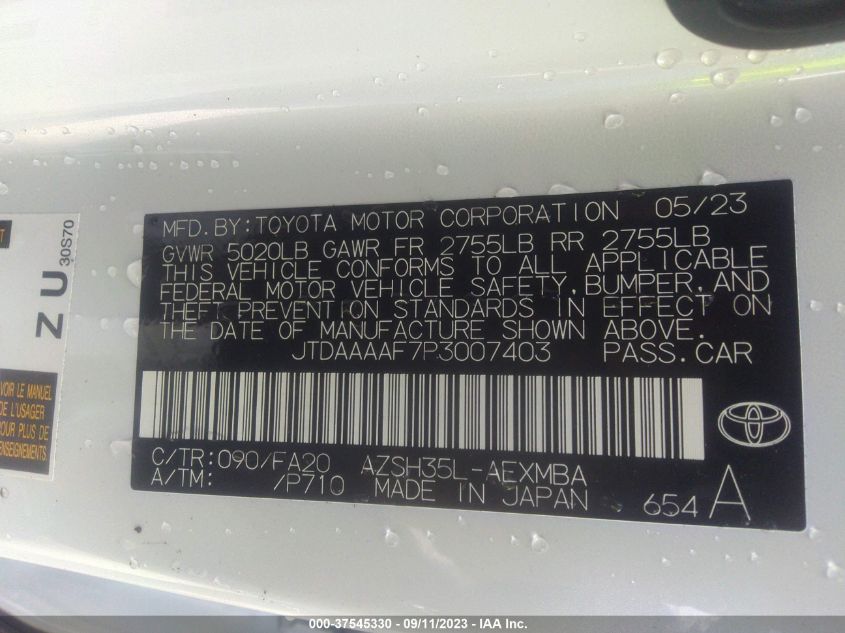 MFD.BY:TOYOTA MOTOR CORPORATION 05/23
GVWR 5020LB GAWR FR 2755LB RR 2755LB
THIS VEHICLE CONFORMS TO ALL APPLICABLE
FEDERAL MOTOR VEHICLE SAFETY,BUMPER,AND
THEFT PREVENTION STANDARDS IN EFFECT ON
THE DATE OF MANUFACTURE SHOWN ABOVE.
JTDAAAAF7P3007403 PASS.CAR
C/TR:090/FA20 AZSH35L-AEXMBA
A/TM: /P710 MADE IN JAPAN 654 A
ZU 30S70
VOIR LE MANUEL
DE L'USAGER
POUR PLUS DE
RENSEIGNEMENTS
000-37545330 - 09/11/2023 - IAA Inc.